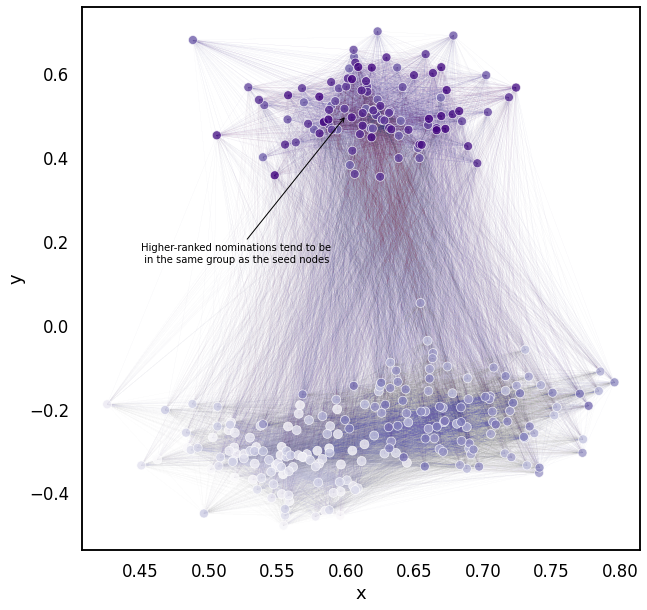 0.6
0.4
0.2
0.0
−0.2
−0.4
y
Higher-ranked nominations tend to be
in the same group as the seed nodes
0.45 0.50 0.55 0.60 0.65 0.70 0.75 0.80
x